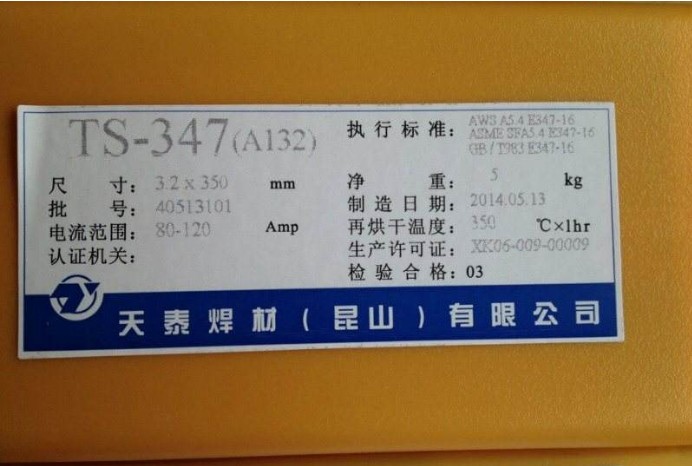 TS-347(A132)
执行标准: AWS A5.4 E347-16
ASME SFA5.4 E347-16
GB/T983 E347-16
尺 寸: 3.2 x 350 mm
净 重: 5 kg
批 号: 40513101
制造日期: 2014.05.13
电流范围: 80-120 Amp
再烘干温度: 350 ℃×1hr
认证机关:
生产许可证: XK06-009-00009
检验合格: 03
天泰焊材(昆山)有限公司